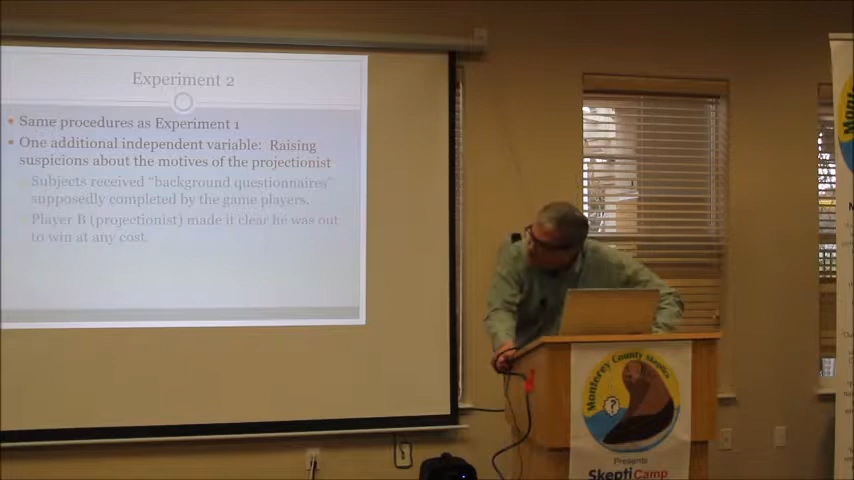 Experiment 2
Same procedures as Experiment 1
One additional independent variable: Raising
suspicions about the motives of the projectionist
Subjects received "background questionnaires"
supposedly completed by the game players.
Player B (projectionist) made it clear he was out
to win at any cost.
Monterey County Skeptics
?
Presents
SkeptiCamp